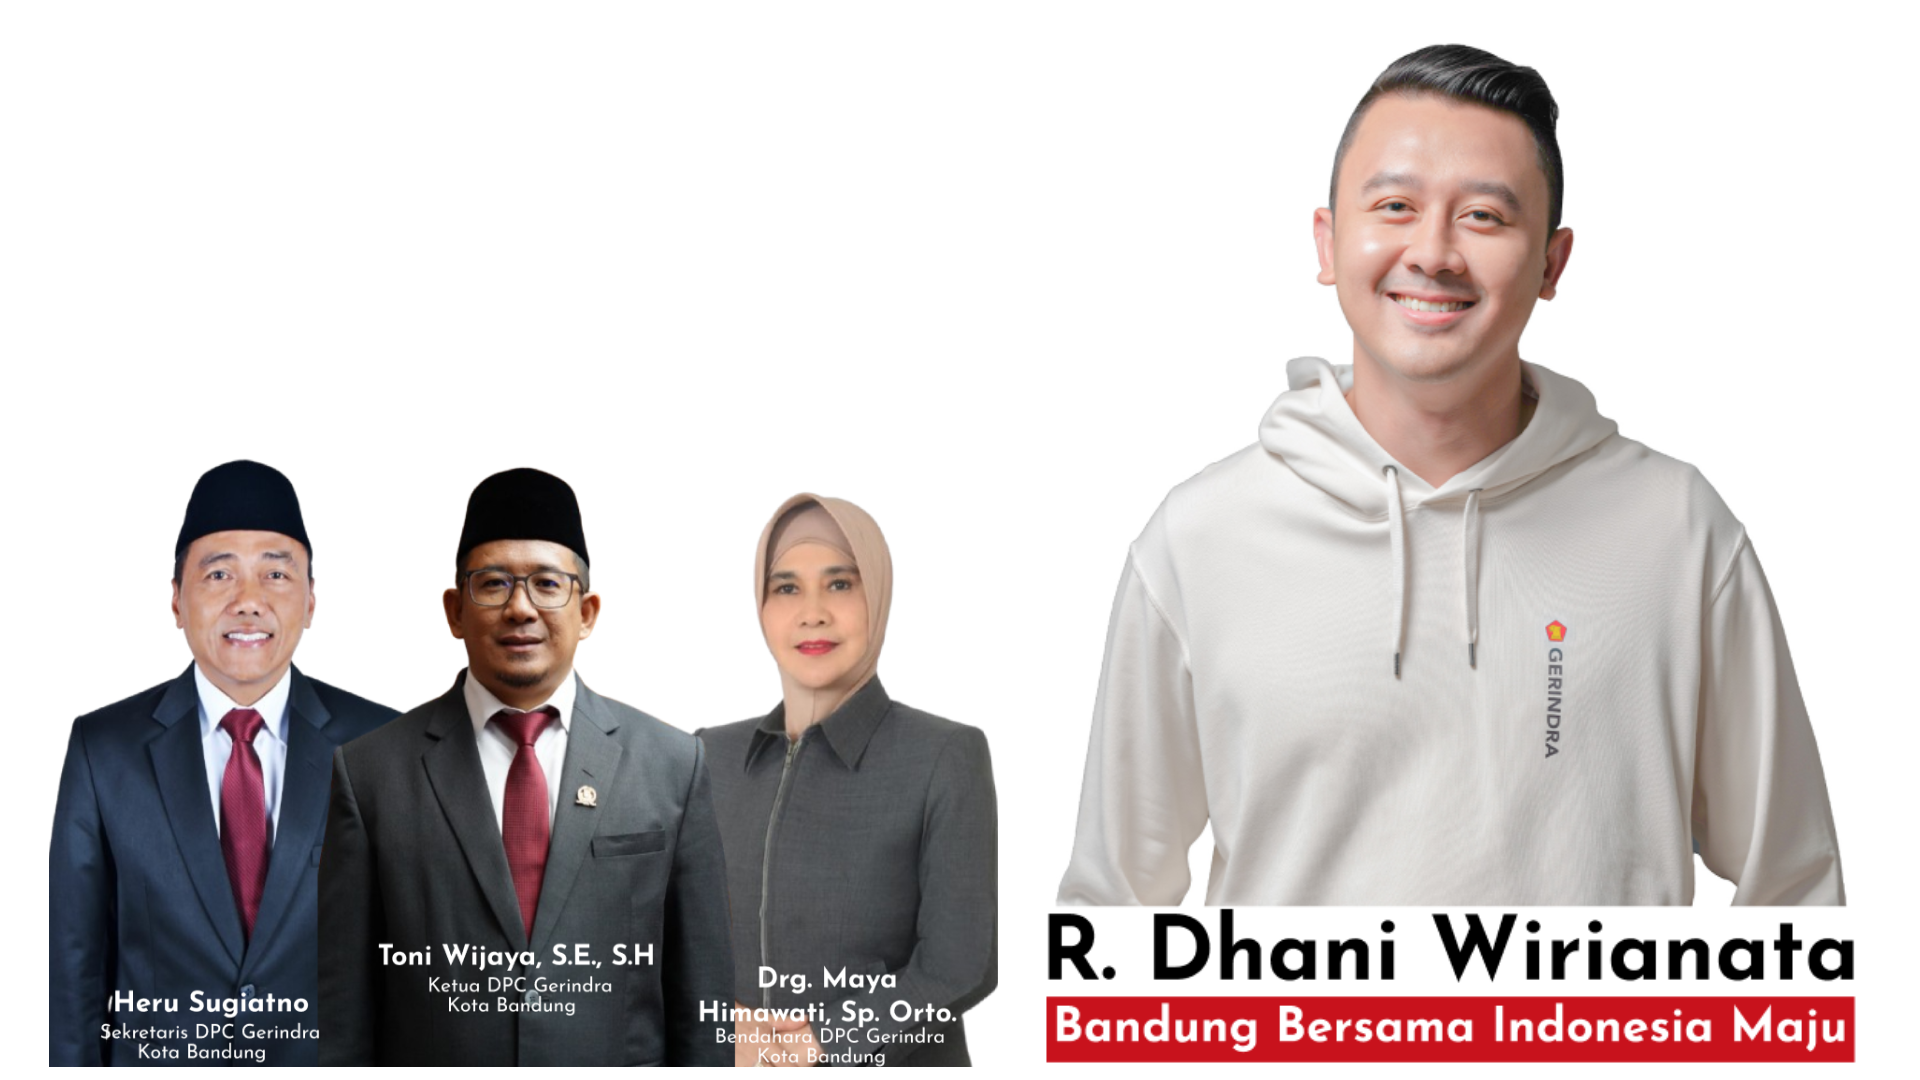 Heru Sugiatno
Sekretaris DPC Gerindra
Kota Bandung
Toni Wijaya, S.E., S.H
Ketua DPC Gerindra
Kota Bandung
Drg. Maya
Himawati, Sp. Orto.
Bendahara DPC Gerindra
Kota Bandung
GERINDRA
R. Dhani Wirianata
Bandung Bersama Indonesia Maju